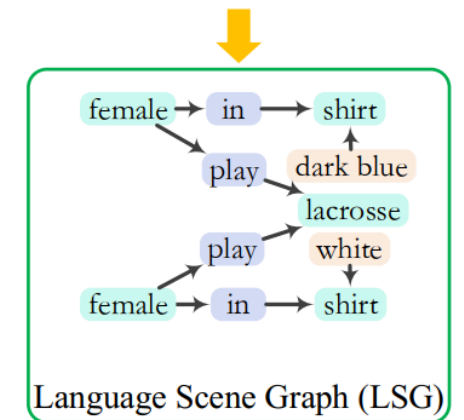 female in shirt
play dark blue
lacrosse
play white
female in shirt
Language Scene Graph (LSG)